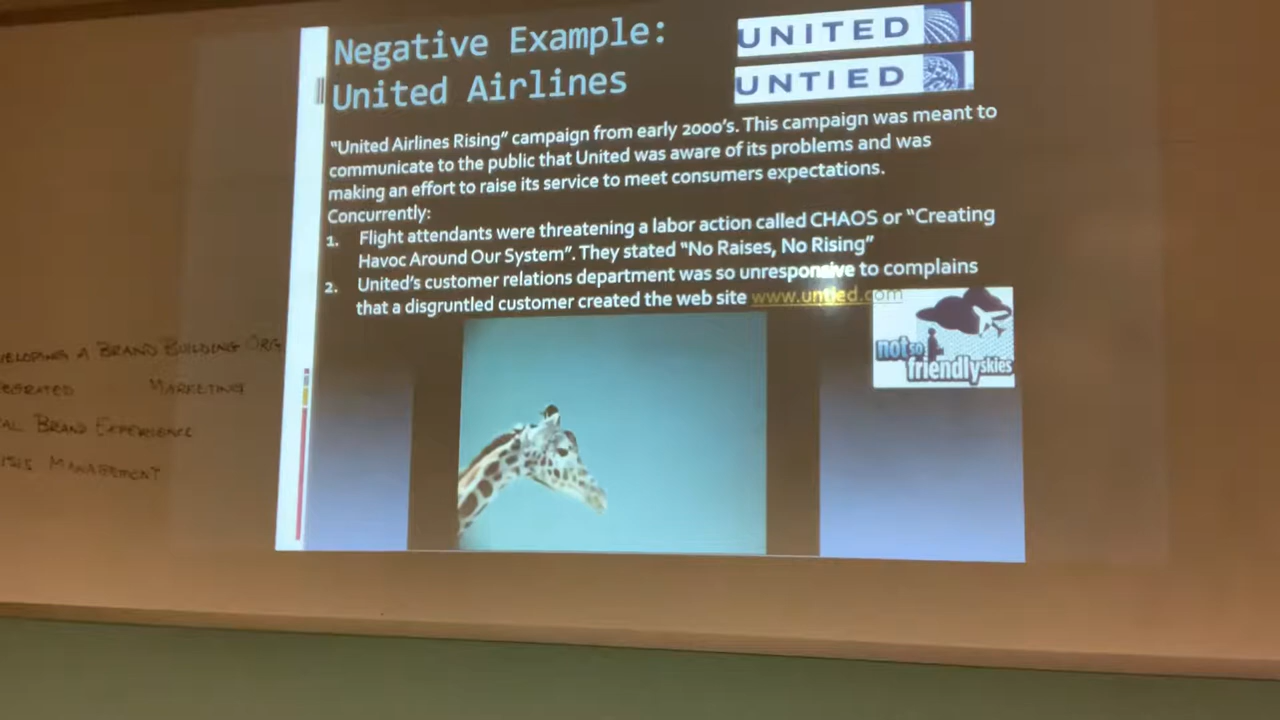 Negative Example:
United Airlines
UNITED
UNTIED
"United Airlines Rising" campaign from early 2000's. This campaign was meant to
communicate to the public that United was aware of its problems and was
making an effort to raise its service to meet consumers expectations.
Concurrently:
1. Flight attendants were threatening a labor action called CHAOS or "Creating
Havoc Around Our System". They stated "No Raises, No Rising"
2. United's customer relations department was so unresponsive to complains
that a disgruntled customer created the web site www.untied.com
not so
friendly skies
A BRAND BUILDING
MARKETING
BRAND EXPERIENCE
MANAGEMENT